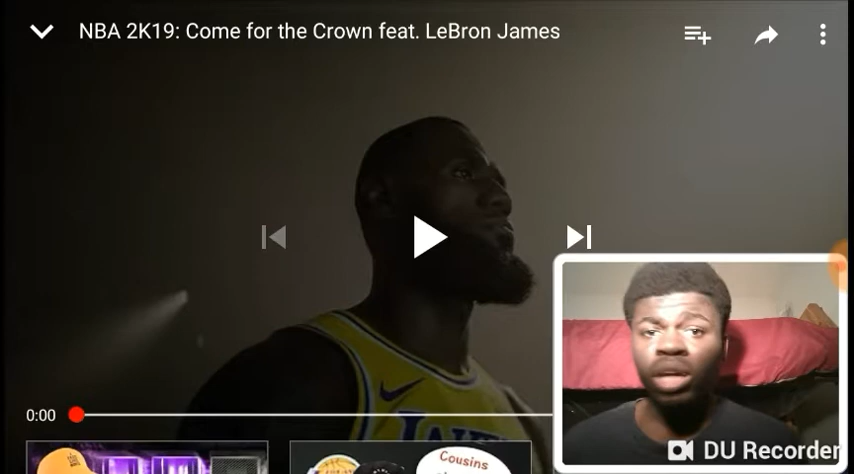 NBA 2K19: Come for the Crown feat. LeBron James
0:00
Cousins
DU Recorder